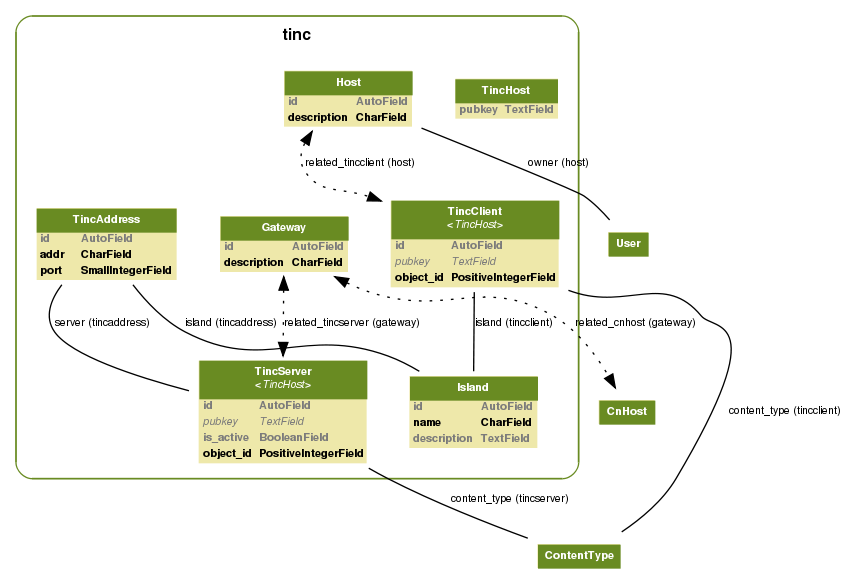 tinc
Host
id AutoField
description CharField
TincHost
pubkey TextField
related_tincclient (host)
owner (host)
TincAddress
id AutoField
addr CharField
port SmallIntegerField
Gateway
id AutoField
description CharField
TincClient
<TincHost>
id AutoField
pubkey TextField
object_id PositiveIntegerField
User
server (tincaddress)
island (tincaddress)
related_tincserver (gateway)
island (tincclient)
related_cnhost (gateway)
TincServer
<TincHost>
id AutoField
pubkey TextField
is_active BooleanField
object_id PositiveIntegerField
Island
id AutoField
name CharField
description TextField
CnHost
content_type (tincclient)
content_type (tincserver)
ContentType